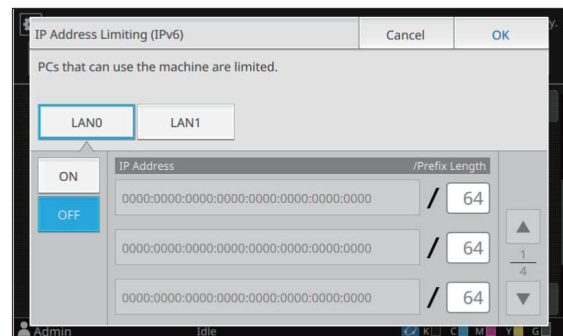 IP Address Limiting (IPv6) Cancel OK
PCs that can use the machine are limited.
LAN0 LAN1
IP Address /Prefix Length
ON
0000:0000:0000:0000:0000:0000:0000:0000 / 64
OFF
0000:0000:0000:0000:0000:0000:0000:0000 / 64
1
4
0000:0000:0000:0000:0000:0000:0000:0000 / 64
Admin Idle K C M Y G